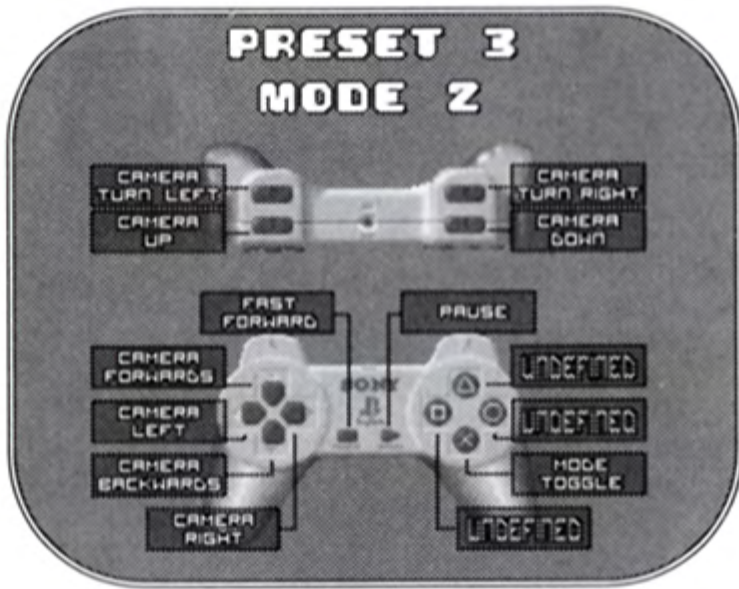 PRESET 3
MODE 2
CAMERA
TURN LEFT
CAMERA
TURN RIGHT
CAMERA
UP
CAMERA
DOWN
FAST
FORWARD
PAUSE
CAMERA
FORWARDS
SONY
UNDEFINED
CAMERA
LEFT
UNDEFINED
CAMERA
BACKWARDS
MODE
TOGGLE
CAMERA
RIGHT
UNDEFINED